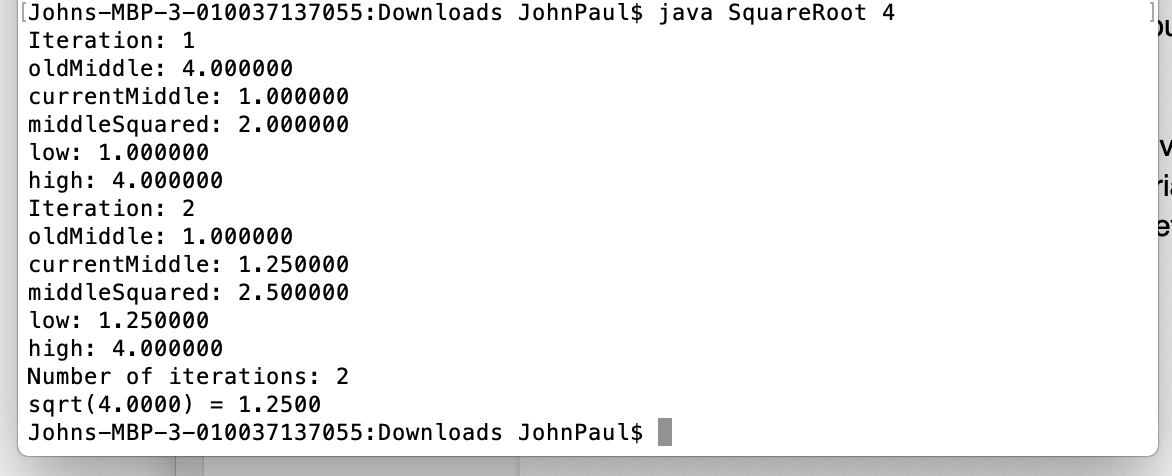 [Johns-MBP-3-010037137055:Downloads JohnPaul$ java SquareRoot 4 ]
Iteration: 1
oldMiddle: 4.000000
currentMiddle: 1.000000
middleSquared: 2.000000
low: 1.000000
high: 4.000000
Iteration: 2
oldMiddle: 1.000000
currentMiddle: 1.250000
middleSquared: 2.500000
low: 1.250000
high: 4.000000
Number of iterations: 2
sqrt(4.0000) = 1.2500
Johns-MBP-3-010037137055:Downloads JohnPaul$